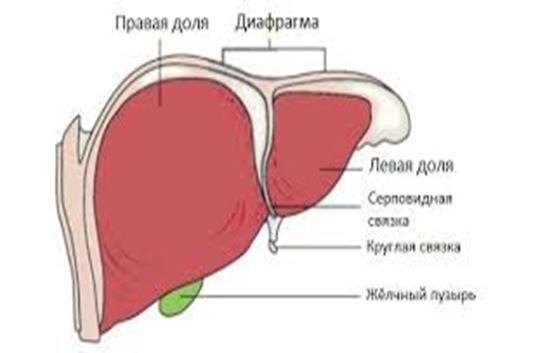 Правая доля
Диафрагма
Левая доля
Серповидная
связка
Круглая связка
Жёлчный пузырь